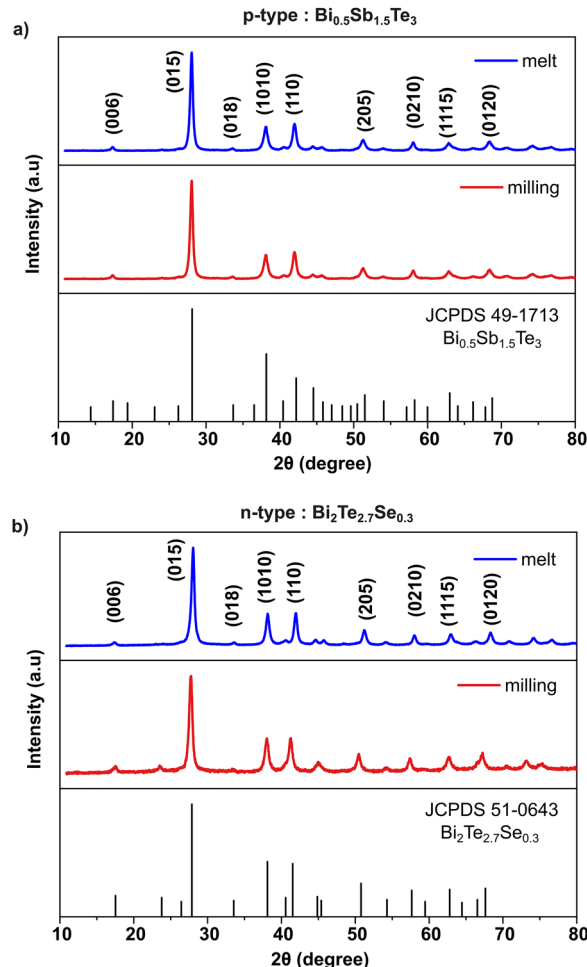 p-type : Bi0.5Sb1.5Te3
a)
(006)
(015)
(018)
(1010)
(110)
(205)
(0210)
(1115)
(0120)
melt
milling
Intensity (a.u)
JCPDS 49-1713
Bi0.5Sb1.5Te3
10 20 30 40 50 60 70 80
2θ (degree)
n-type : Bi2Te2.7Se0.3
b)
(006)
(015)
(018)
(1010)
(110)
(205)
(0210)
(1115)
(0120)
melt
milling
Intensity (a.u)
JCPDS 51-0643
Bi2Te2.7Se0.3
10 20 30 40 50 60 70 80
2θ (degree)